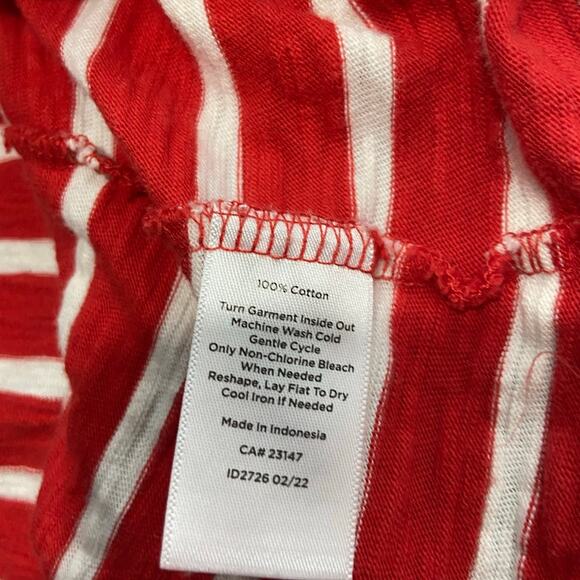 100% Cotton
Turn Garment Inside Out
Machine Wash Cold
Gentle Cycle
Only Non-Chlorine Bleach
When Needed
Reshape, Lay Flat To Dry
Cool Iron If Needed
Made in Indonesia
CA# 23147
ID2726 02/22